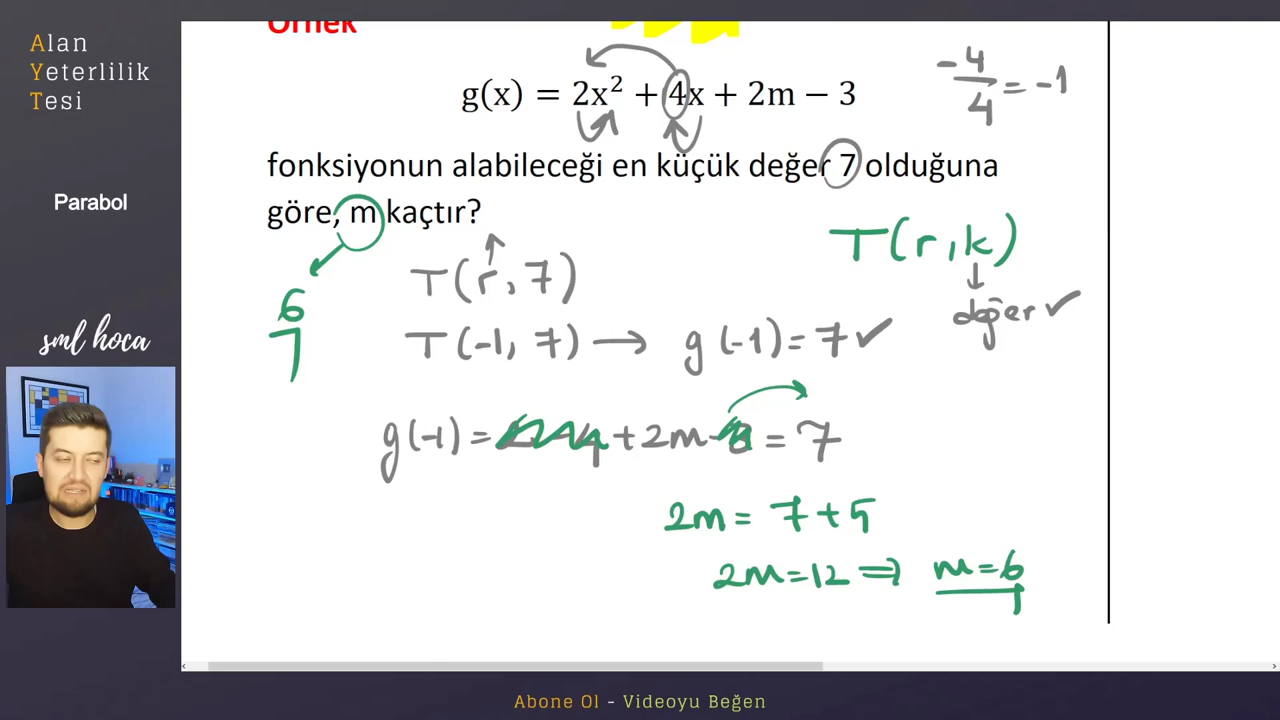 Alan
Yeterlilik
Tesi
Parabol
sml hoca
Örnek
g(x) = 2x² + 4x + 2m − 3
-4/4 = -1
fonksiyonun alabileceği en küçük değer 7 olduğuna
göre, m kaçtır?
T(r, k)
değer ✓
6
7
T(r, 7)
T(-1, 7) → g(-1) = 7 ✓
g(-1) = 2-4+2m-3 = 7
2m = 7+5
2m = 12 ⇒ m = 6
Abone Ol - Videoyu Beğen